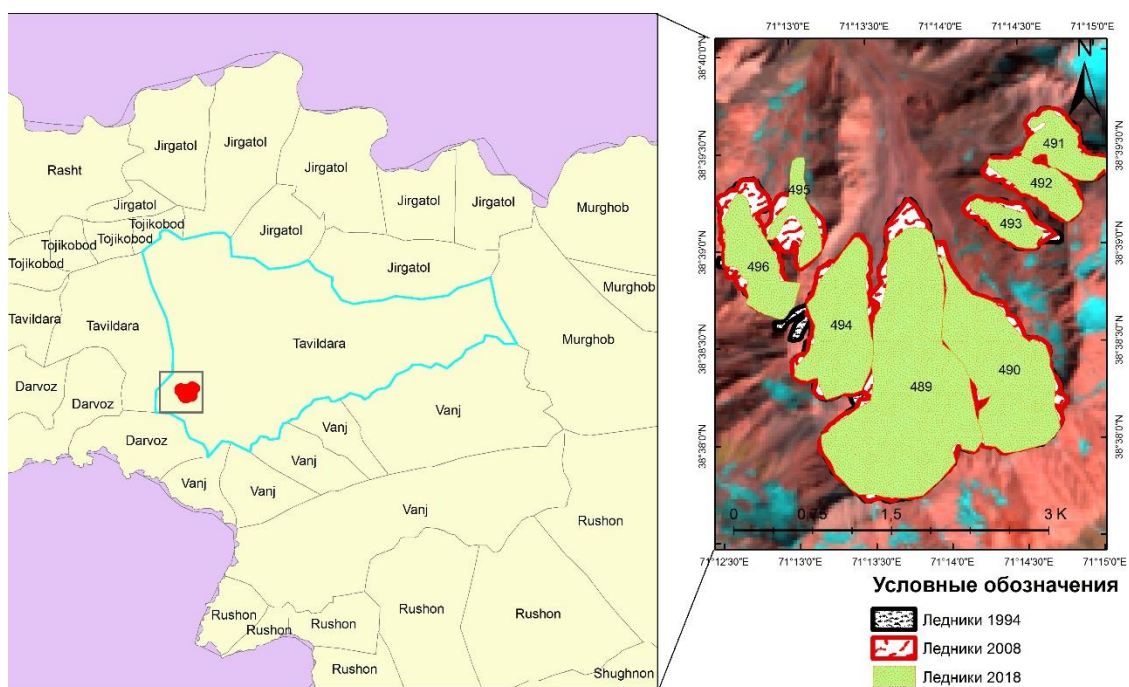 Rasht
Jirgatol
Jirgatol
Jirgatol
Jirgatol
Jirgatol
Murghob
Jirgatol
Tojikobod
Tojikobod
Tojikobod
Tojikobod
Jirgatol
Jirgatol
Murghob
Tavildara
Tavildara
Tavildara
Murghob
Darvoz
Darvoz
Darvoz
Vanj
Vanj
Vanj
Vanj
Vanj
Vanj
Rushon
Rushon
Rushon
Rushon
Rushon
Rushon
Rushon
Shughnon
71°13'0"E 71°13'30"E 71°14'0"E 71°14'30"E 71°15'0"E
38°40'0"N
38°39'30"N
38°39'0"N
38°38'30"N
38°38'0"N
N
491
492
493
495
496
494
489
490
38°39'30"N
38°39'0"N
38°38'30"N
38°38'0"N
0 0,75 1,5 3 K
71°12'30"E 71°13'0"E 71°13'30"E 71°14'0"E 71°14'30"E 71°15'0"E
Условные обозначения
Ледники 1994
Ледники 2008
Ледники 2018